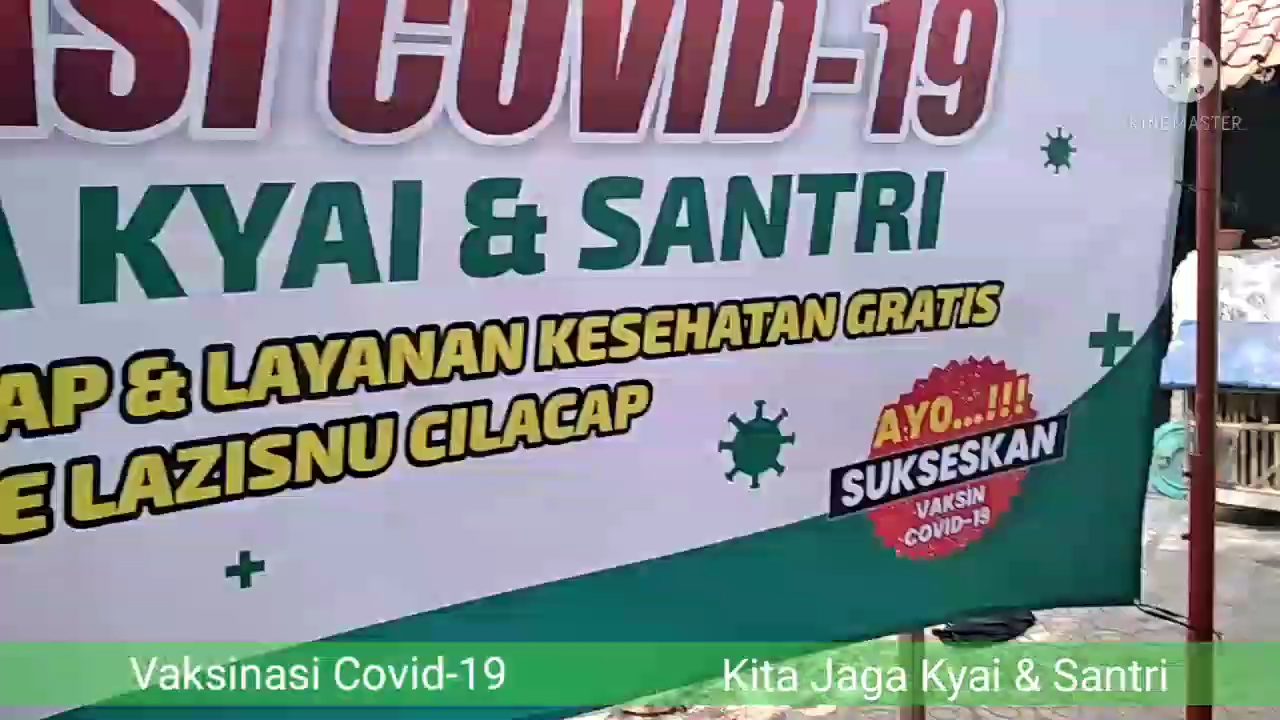 ASI COVID-19
KYAI & SANTRI
AP & LAYANAN KESEHATAN GRATIS
E LAZISNU CILACAP
AYO...!!!
SUKSESKAN
VAKSIN
COVID-19
KINEMASTER
Vaksinasi Covid-19
Kita Jaga Kyai & Santri